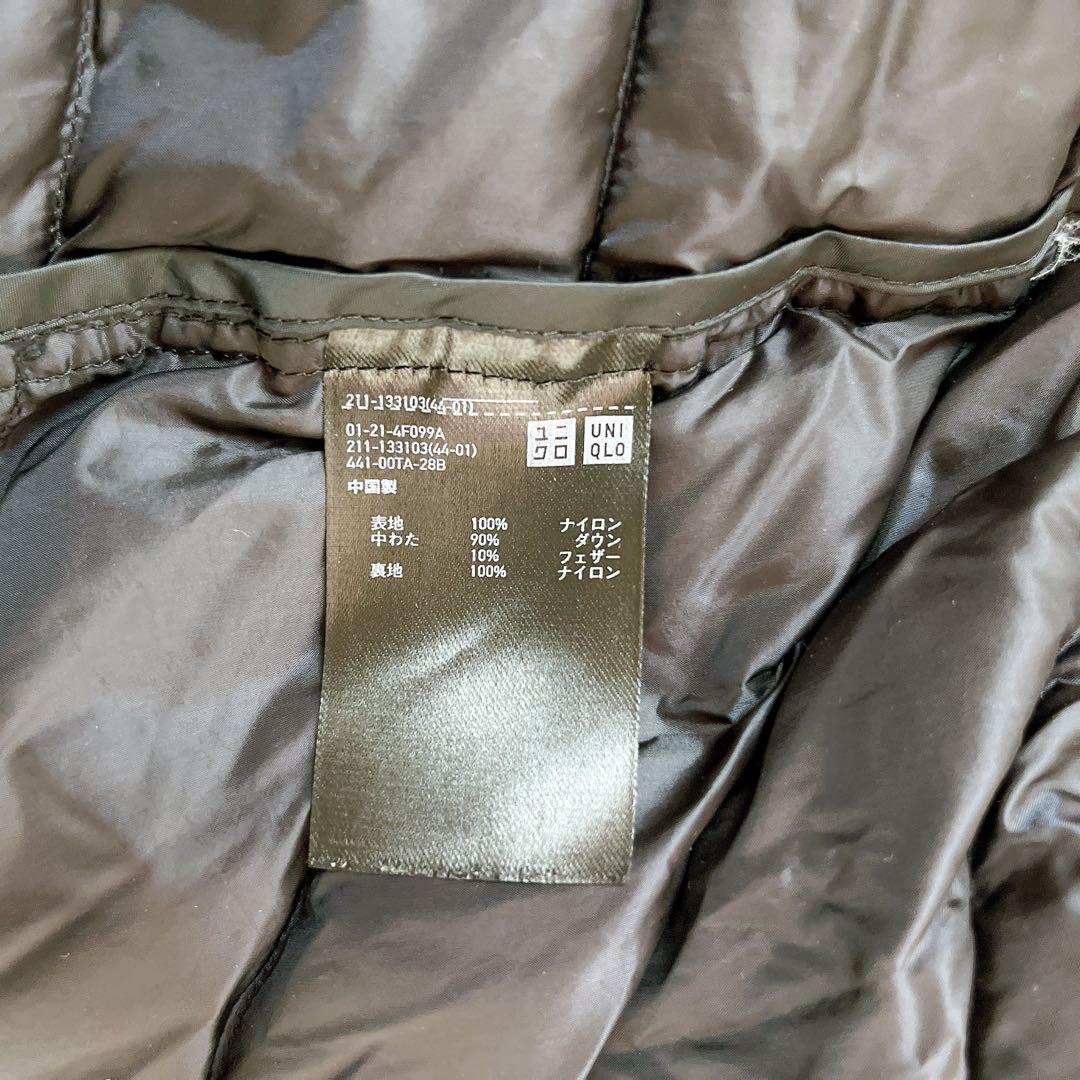 211-133103(44-01)
01-21-4F099A
211-133103(44-01)
441-00TA-28B
ユニ
クロ
UNI
QLO
中国製
表地 100% ナイロン
中わた 90% ダウン
10% フェザー
裏地 100% ナイロン